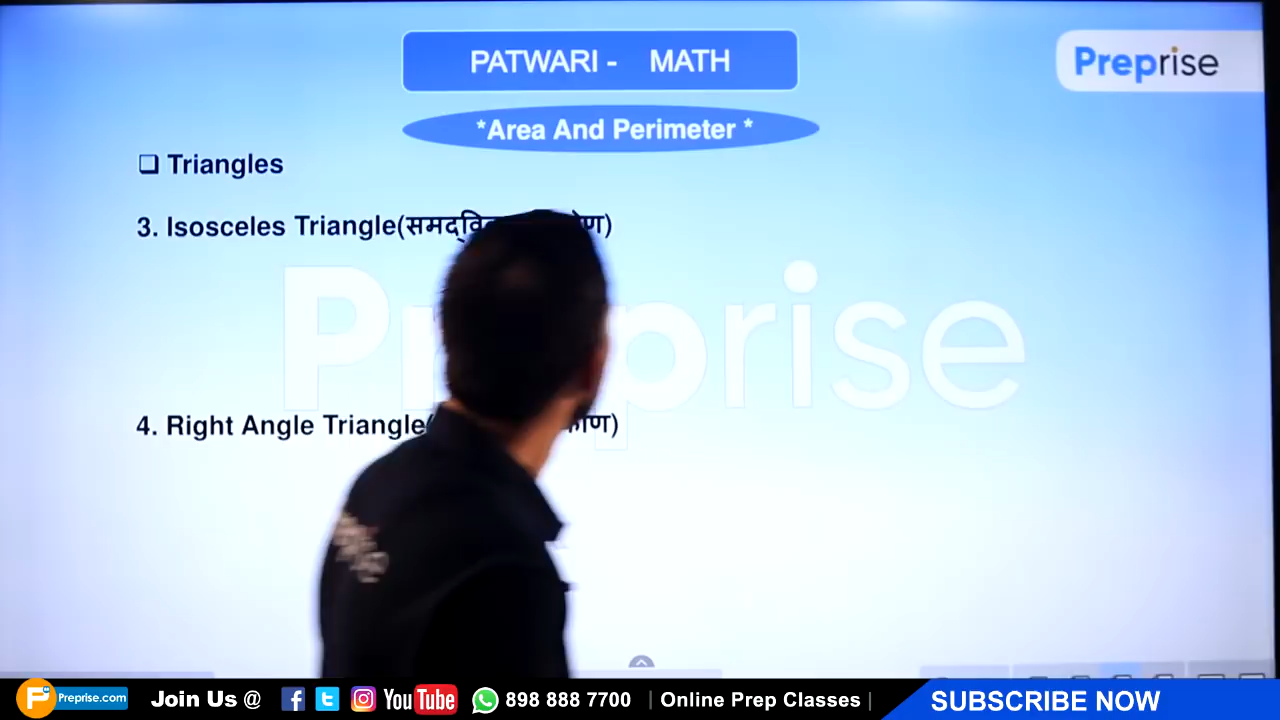 PATWARI - MATH
Preprise
*Area And Perimeter *
❑ Triangles
3. Isosceles Triangle(
Preprise
4. Right Angle Triangle(
Preprise.com
Join Us @
YouTube
898 888 7700
Online Prep Classes
SUBSCRIBE NOW